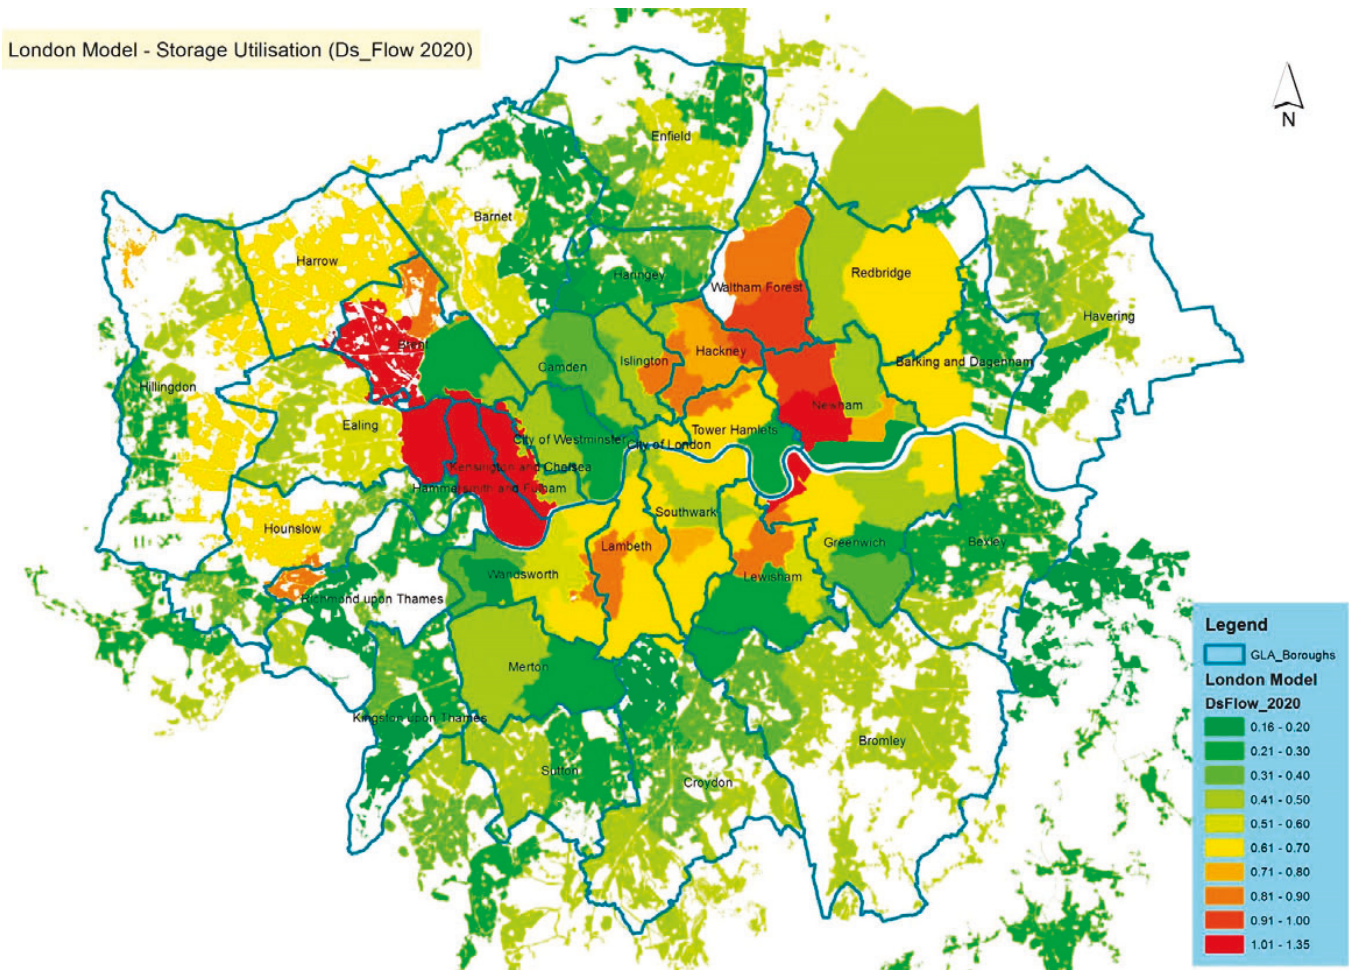 London Model - Storage Utilisation (Ds_Flow 2020)
N
Enfield
Barnet
Harrow
Haringey
Waltham Forest
Redbridge
Havering
Brent
Hackney
Islington
Camden
Barking and Dagenham
Hillingdon
Newham
Ealing
Tower Hamlets
City of Westminster
City of London
Kensington and Chelsea
Hammersmith and Fulham
Southwark
Hounslow
Lambeth
Greenwich
Bexley
Wandsworth
Lewisham
Richmond upon Thames
Merton
Kingston upon Thames
Bromley
Sutton
Croydon
Legend
GLA_Boroughs
London Model
DsFlow_2020
0.16 - 0.20
0.21 - 0.30
0.31 - 0.40
0.41 - 0.50
0.51 - 0.60
0.61 - 0.70
0.71 - 0.80
0.81 - 0.90
0.91 - 1.00
1.01 - 1.35